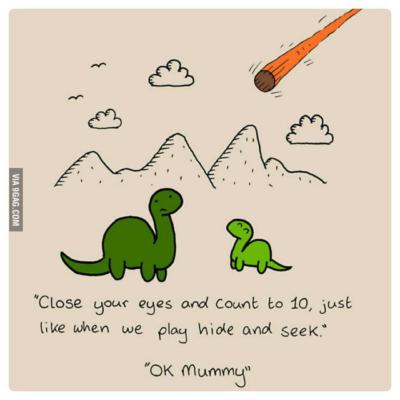 VIA 9GAG.COM
"Close your eyes and count to 10, just
like when we play hide and seek."
"OK Mummy"